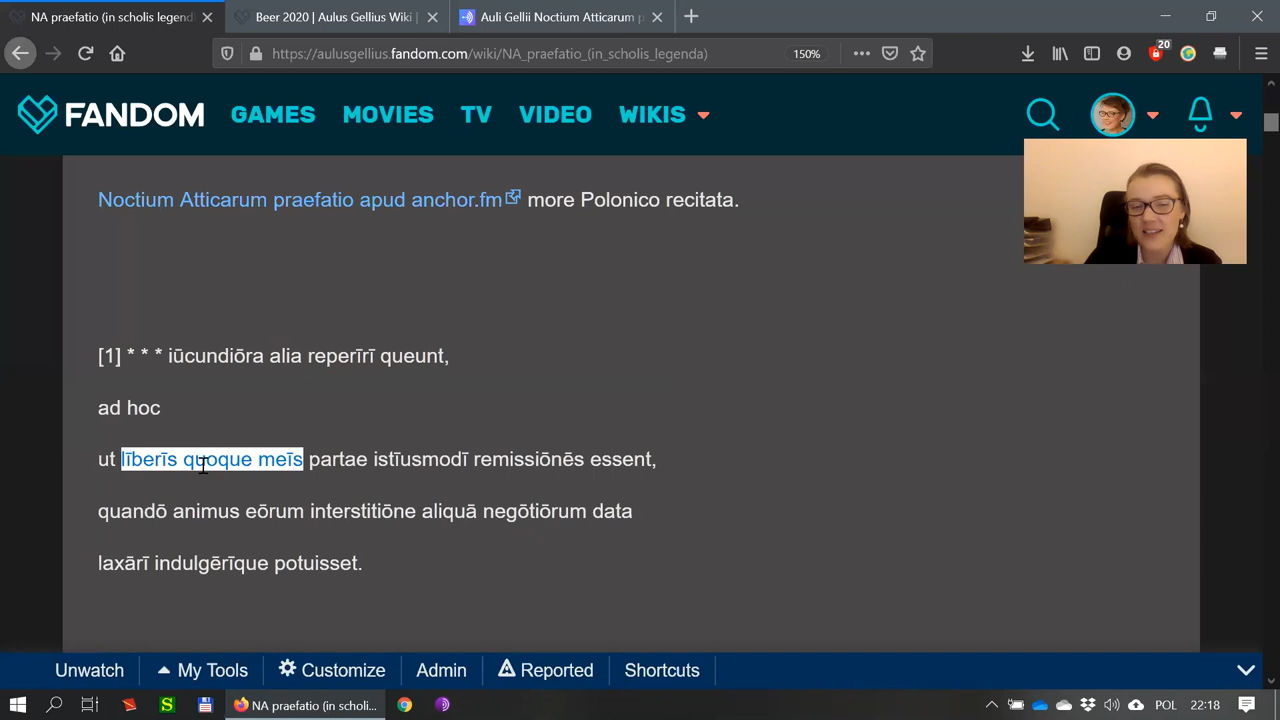 NA praefatio (in scholis legend
Beer 2020 | Aulus Gellius Wiki |
Auli Gellii Noctium Atticarum p
https://aulusgellius.fandom.com/wiki/NA_praefatio_(in_scholis_legenda)
150%
20
FANDOM
GAMES
MOVIES
TV
VIDEO
WIKIS
Noctium Atticarum praefatio apud anchor.fm more Polonico recitata.
[1] * * * iūcundiōra alia reperīrī queunt,
ad hoc
ut līberīs quoque meīs partae istīusmodī remissiōnēs essent,
quandō animus eōrum interstitiōne aliquā negōtiōrum data
laxārī indulgērīque potuisset.
Unwatch
My Tools
Customize
Admin
Reported
Shortcuts
S
NA praefatio (in scholi...
POL
22:18